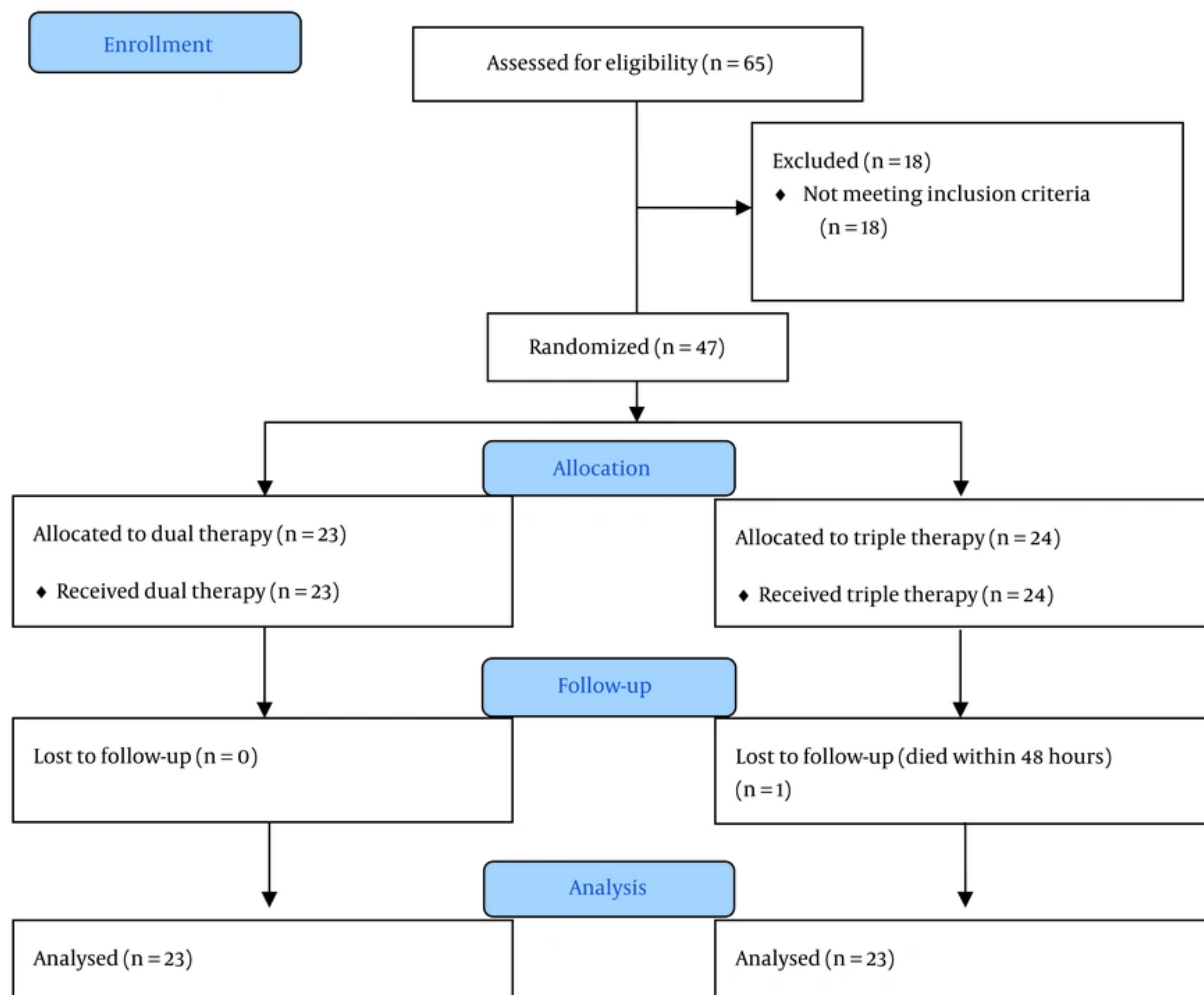 Enrollment
Assessed for eligibility (n = 65)
Excluded (n = 18)
♦ Not meeting inclusion criteria
(n = 18)
Randomized (n = 47)
Allocation
Allocated to dual therapy (n = 23)
♦ Received dual therapy (n = 23)
Allocated to triple therapy (n = 24)
♦ Received triple therapy (n = 24)
Follow-up
Lost to follow-up (n = 0)
Lost to follow-up (died within 48 hours)
(n = 1)
Analysis
Analysed (n = 23)
Analysed (n = 23)